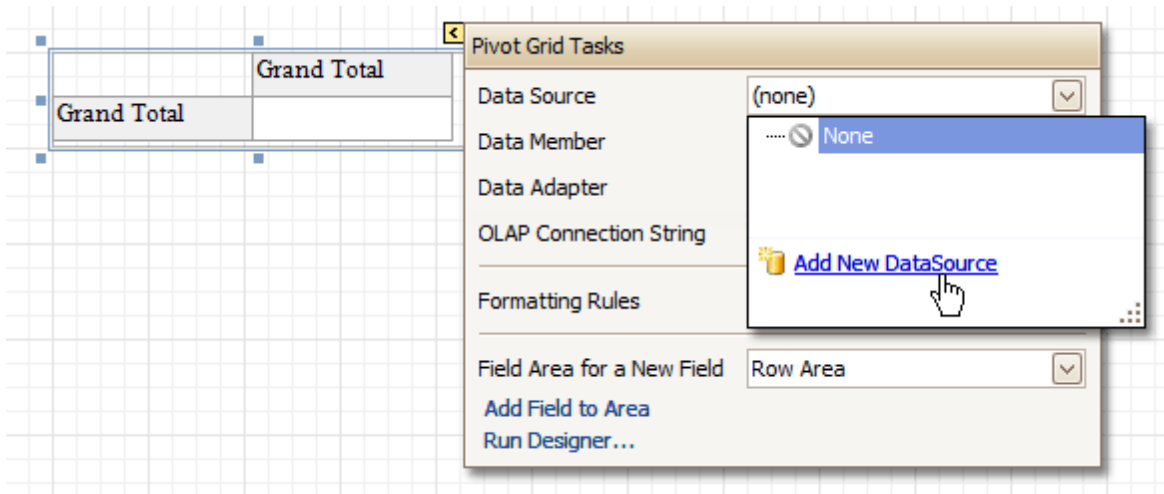 Grand Total
Grand Total
Pivot Grid Tasks
Data Source (none)
None
Data Member
Data Adapter
OLAP Connection String
Add New DataSource
Formatting Rules
Field Area for a New Field Row Area
Add Field to Area
Run Designer...